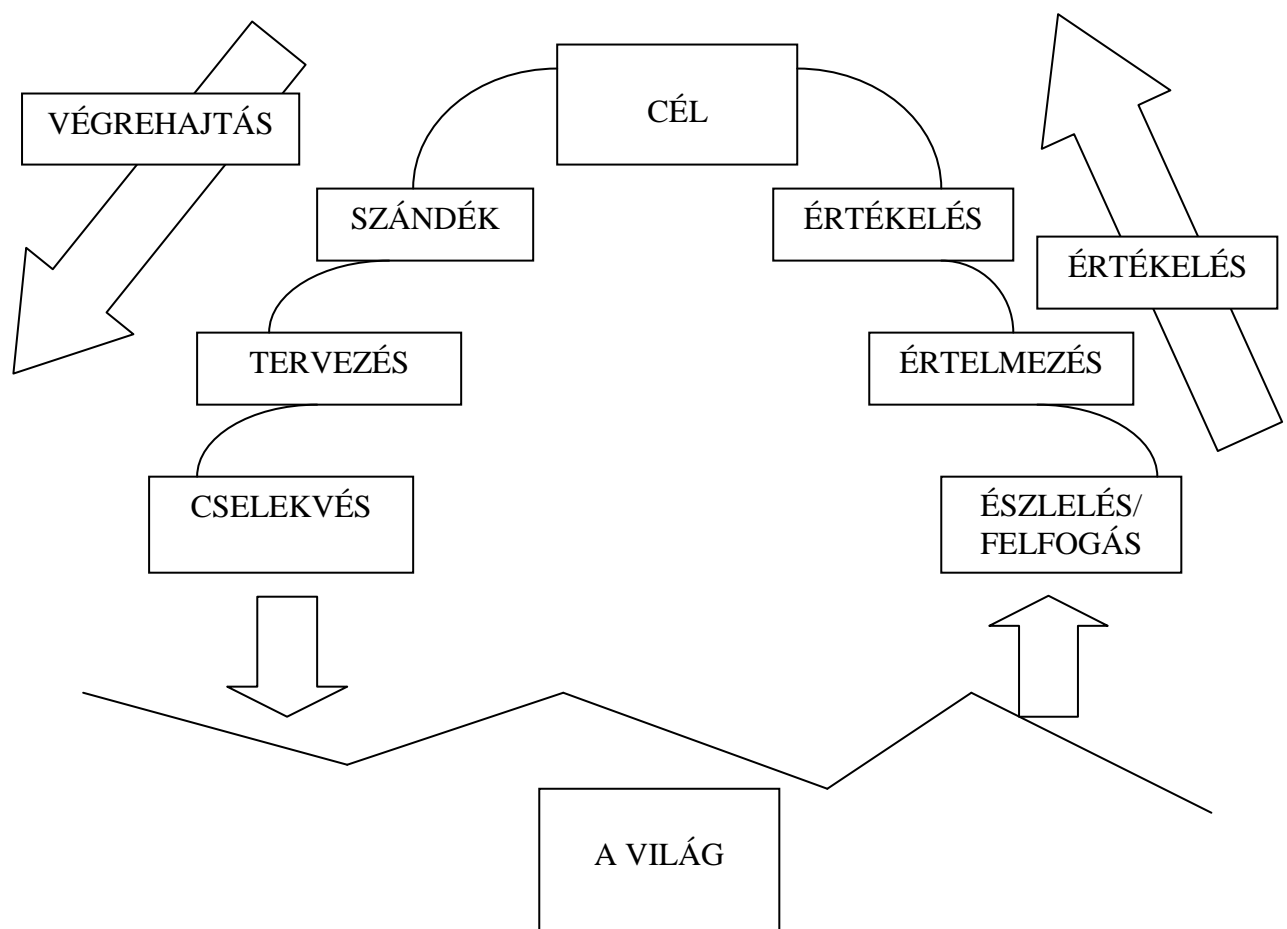 CÉL
VÉGREHAJTÁS
SZÁNDÉK
ÉRTÉKELÉS
ÉRTÉKELÉS
TERVEZÉS
ÉRTELMEZÉS
CSELEKVÉS
ÉSZLELÉS/
FELFOGÁS
A VILÁG